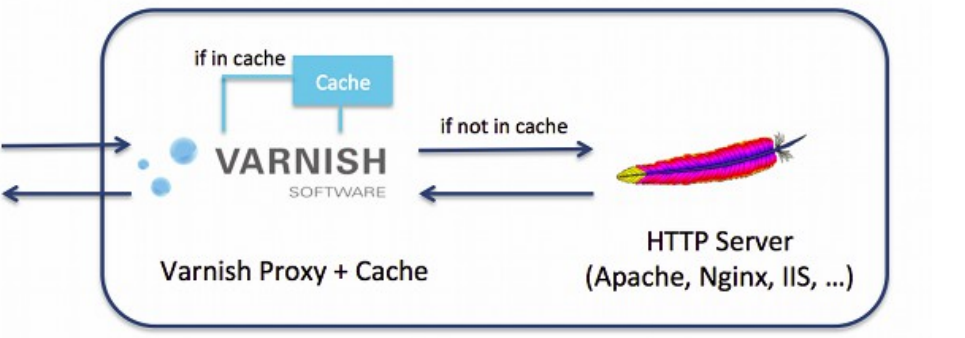 if in cache
Cache
if not in cache
VARNISH
SOFTWARE
HTTP Server
Varnish Proxy + Cache
(Apache, Nginx, IIS, ...)